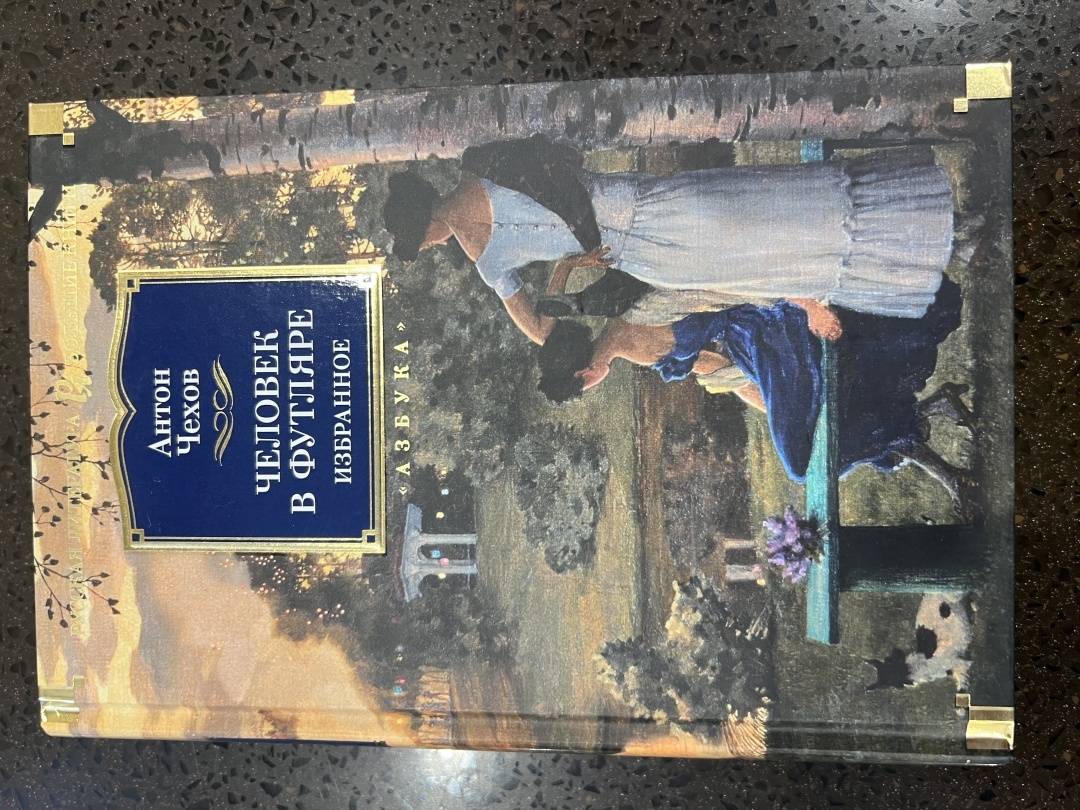 Антон
Чехов
ЧЕЛОВЕК
В ФУТЛЯРЕ
ИЗБРАННОЕ
«АЗБУКА»